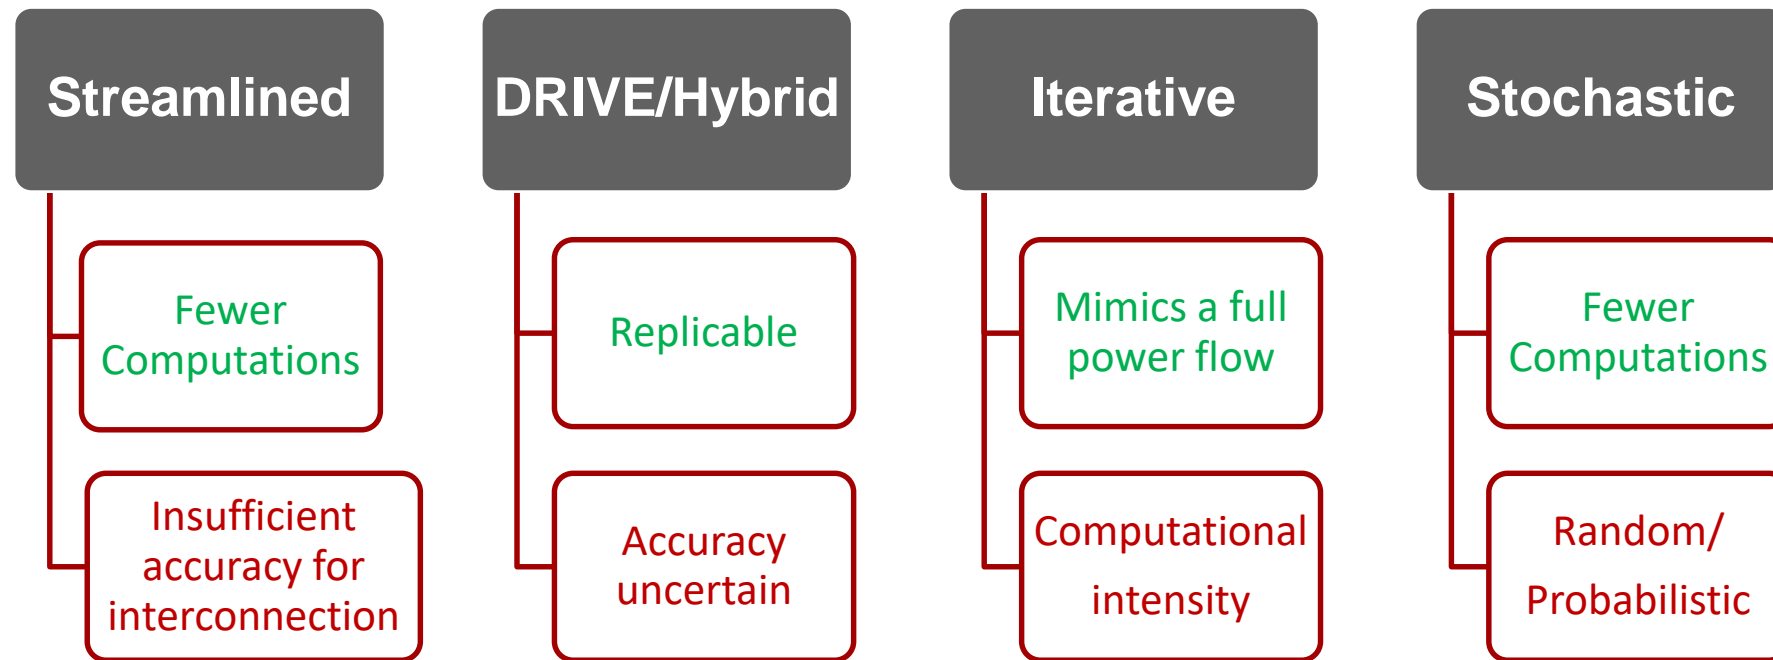 Streamlined
Fewer
Computations
Insufficient
accuracy for
interconnection
DRIVE/Hybrid
Replicable
Accuracy
uncertain
Iterative
Mimics a full
power flow
Computational
intensity
Stochastic
Fewer
Computations
Random/
Probabilistic